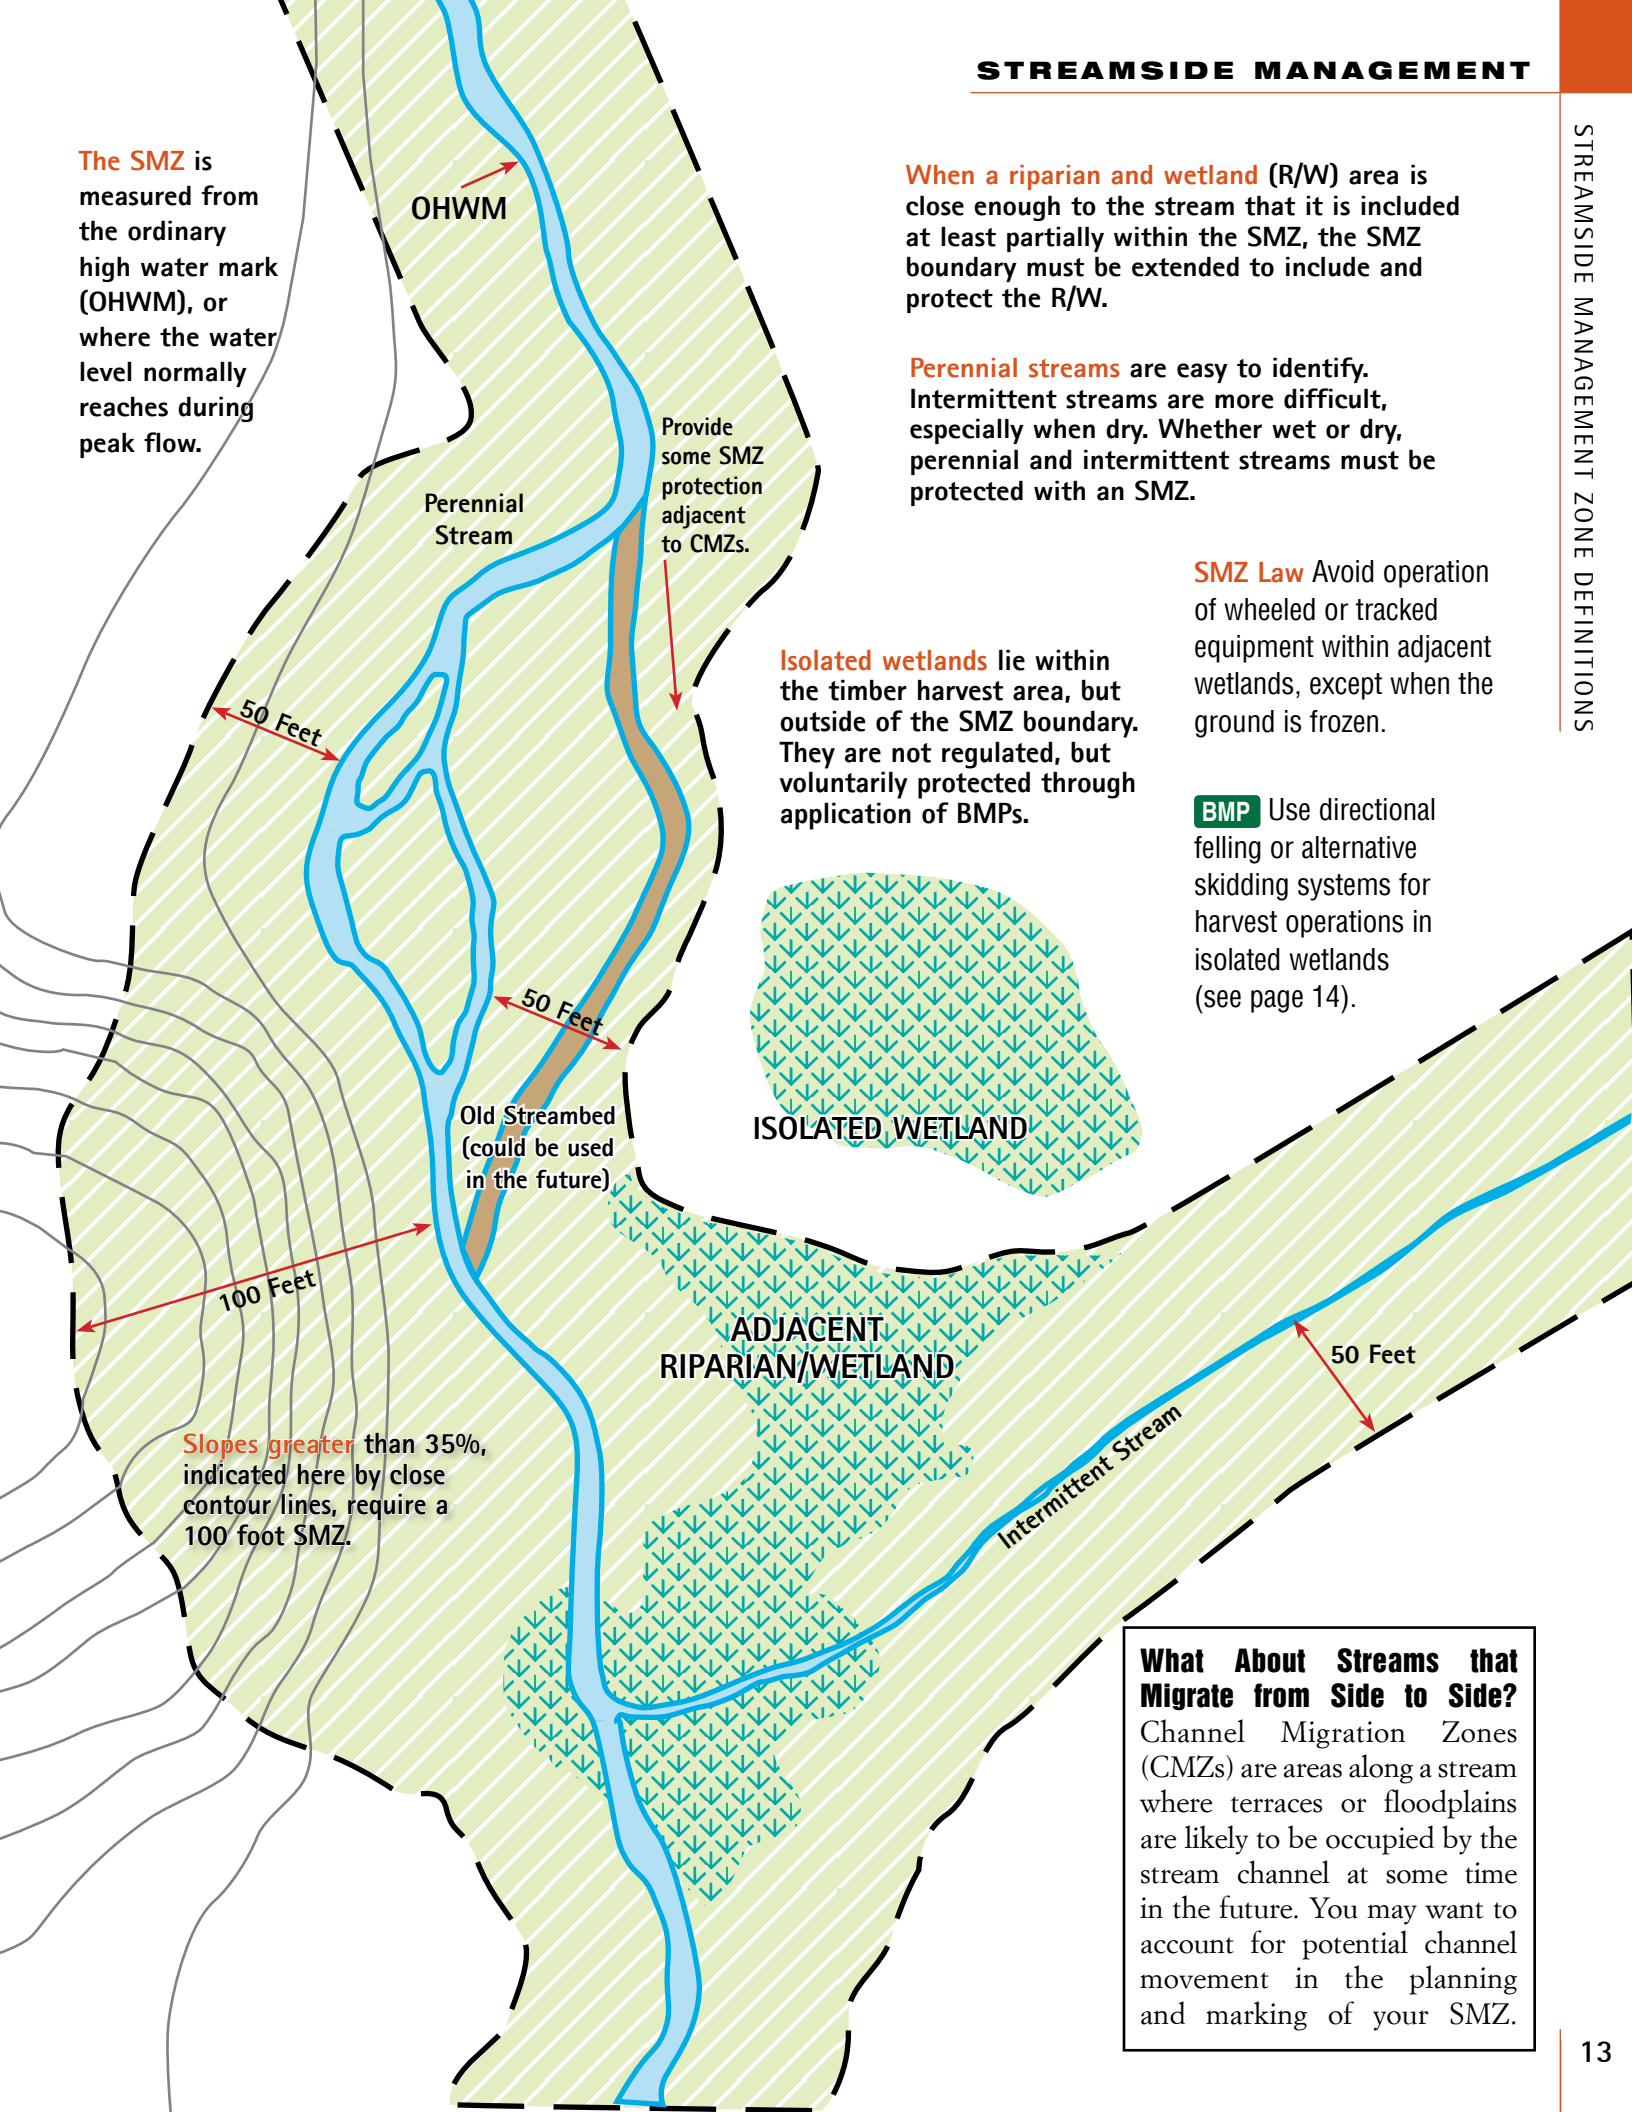 STREAMSIDE MANAGEMENT
STREAMSIDE MANAGEMENT ZONE DEFINITIONS
The SMZ is
measured from
the ordinary
high water mark
(OHWM), or
where the water
level normally
reaches during
peak flow.
OHWM
When a riparian and wetland (R/W) area is
close enough to the stream that it is included
at least partially within the SMZ, the SMZ
boundary must be extended to include and
protect the R/W.
Perennial streams are easy to identify.
Intermittent streams are more difficult,
especially when dry. Whether wet or dry,
perennial and intermittent streams must be
protected with an SMZ.
Provide
some SMZ
protection
adjacent
to CMZs.
Perennial
Stream
SMZ Law Avoid operation
of wheeled or tracked
equipment within adjacent
wetlands, except when the
ground is frozen.
Isolated wetlands lie within
the timber harvest area, but
outside of the SMZ boundary.
They are not regulated, but
voluntarily protected through
application of BMPs.
50 Feet
BMP Use directional
felling or alternative
skidding systems for
harvest operations in
isolated wetlands
(see page 14).
50 Feet
Old Streambed
(could be used
in the future)
ISOLATED WETLAND
100 Feet
ADJACENT
RIPARIAN/WETLAND
50 Feet
Intermittent Stream
Slopes greater than 35%,
indicated here by close
contour lines, require a
100 foot SMZ.
What About Streams that
Migrate from Side to Side?
Channel Migration Zones
(CMZs) are areas along a stream
where terraces or floodplains
are likely to be occupied by the
stream channel at some time
in the future. You may want to
account for potential channel
movement in the planning
and marking of your SMZ.
13